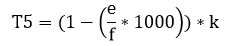 T5 = (1 − (e/f * 1000)) * k